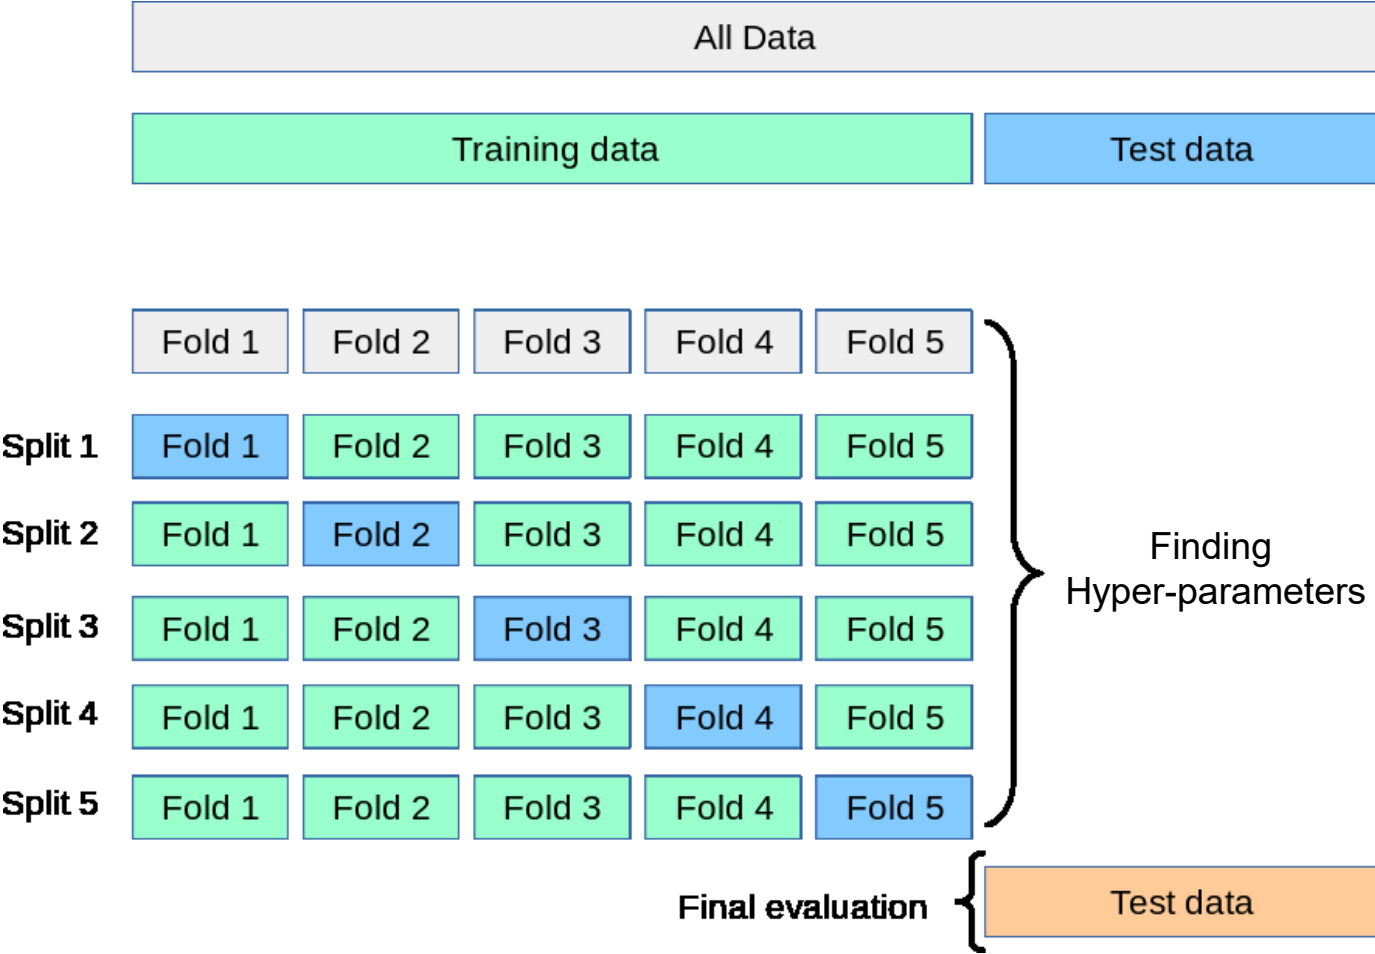 All Data
Training data Test data
Fold 1 Fold 2 Fold 3 Fold 4 Fold 5
Split 1 Fold 1 Fold 2 Fold 3 Fold 4 Fold 5
Split 2 Fold 1 Fold 2 Fold 3 Fold 4 Fold 5
Split 3 Fold 1 Fold 2 Fold 3 Fold 4 Fold 5
Split 4 Fold 1 Fold 2 Fold 3 Fold 4 Fold 5
Split 5 Fold 1 Fold 2 Fold 3 Fold 4 Fold 5
Finding
Hyper-parameters
Final evaluation Test data